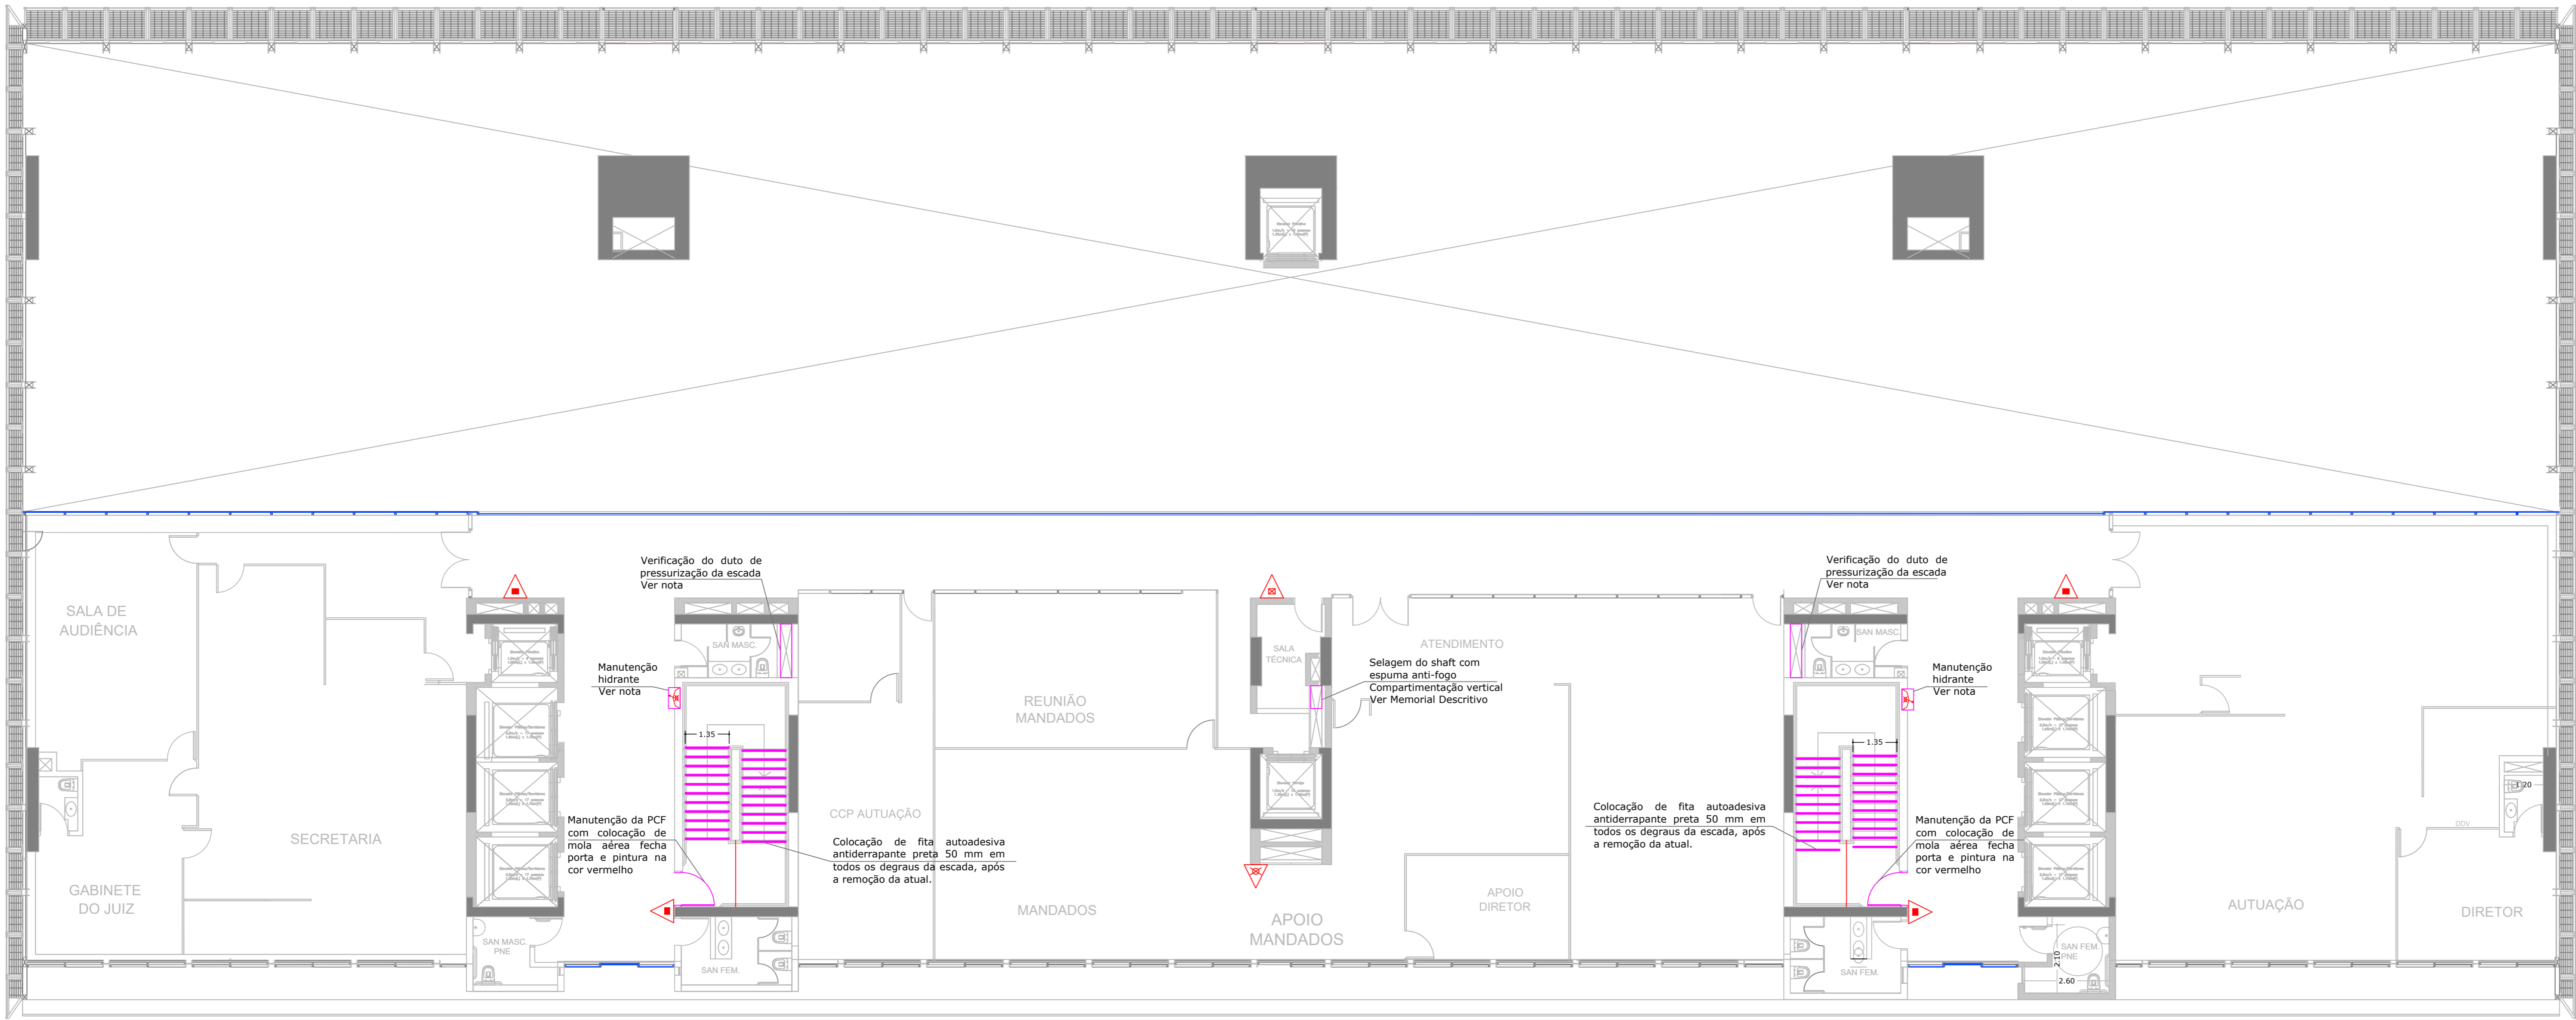 Verificação do duto de
pressurização da escada
Ver nota
Verificação do duto de
pressurização da escada
Ver nota
SALA DE
AUDIÊNCIA
SAN MASC.
SALA
TÉCNICA
ATENDIMENTO
SAN MASC.
Manutenção
hidrante
Ver nota
Selagem do shaft com
espuma anti-fogo
Compartimentação vertical
Ver Memorial Descritivo
Manutenção
hidrante
Ver nota
REUNIÃO
MANDADOS
1.35
1.35
1.20
CCP AUTUAÇÃO
SECRETARIA
Manutenção da PCF
com colocação de
mola aérea fecha
porta e pintura na
cor vermelho
Colocação de fita autoadesiva
antiderrapante preta 50 mm em
todos os degraus da escada, após
a remoção da atual.
Colocação de fita autoadesiva
antiderrapante preta 50 mm em
todos os degraus da escada, após
a remoção da atual.
Manutenção da PCF
com colocação de
mola aérea fecha
porta e pintura na
cor vermelho
DDV
GABINETE
DO JUIZ
MANDADOS
APOIO
MANDADOS
APOIO
DIRETOR
AUTUAÇÃO
DIRETOR
SAN MASC.
PNE
SAN FEM.
SAN FEM.
SAN FEM.
PNE
2.10
2.60